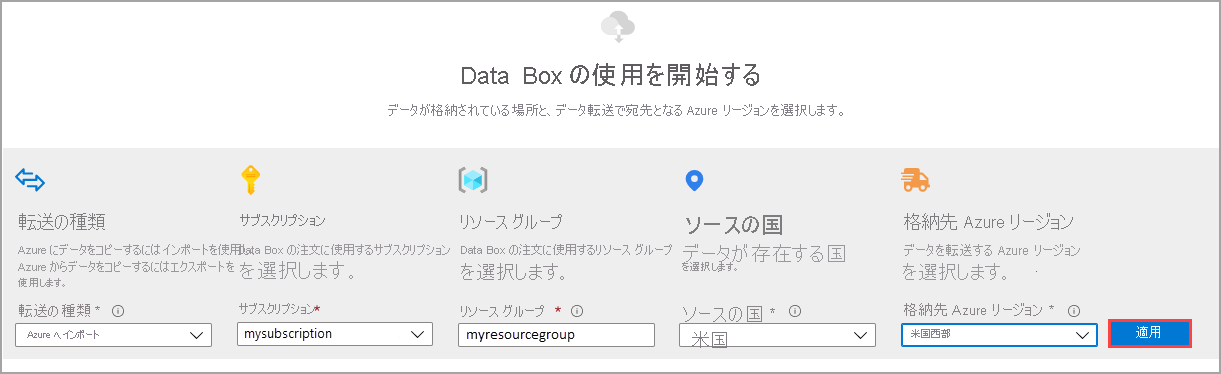 Data Box の使用を開始する
データが格納されている場所と、データ転送で宛先となる Azure リージョンを選択します。
転送の種類
Azure にデータをコピーするにはインポートを使用し
Azure からデータをコピーするにはエクスポートを
使用します。
転送の種類 *
Azure へインポート
サブスクリプション
Data Box の注文に使用するサブスクリプション
を選択します。
サブスクリプション*
mysubscription
リソース グループ
Data Box の注文に使用するリソース グループ
を選択します。
リソース グループ *
myresourcegroup
ソースの国
データが存在する国
を選択します。
ソースの国 *
米国
格納先 Azure リージョン
データを転送する Azure リージョン
を選択します。
格納先 Azure リージョン *
米国西部
適用